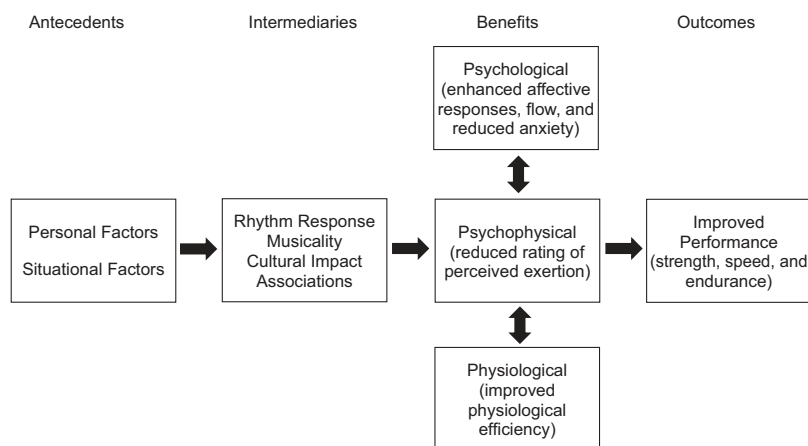 Antecedents
Intermediaries
Benefits
Outcomes
Psychological
(enhanced affective
responses, flow, and
reduced anxiety)
Personal Factors
Situational Factors
Rhythm Response
Musicality
Cultural Impact
Associations
Psychophysical
(reduced rating of
perceived exertion)
Improved
Performance
(strength, speed, and
endurance)
Physiological
(improved
physiological
efficiency)